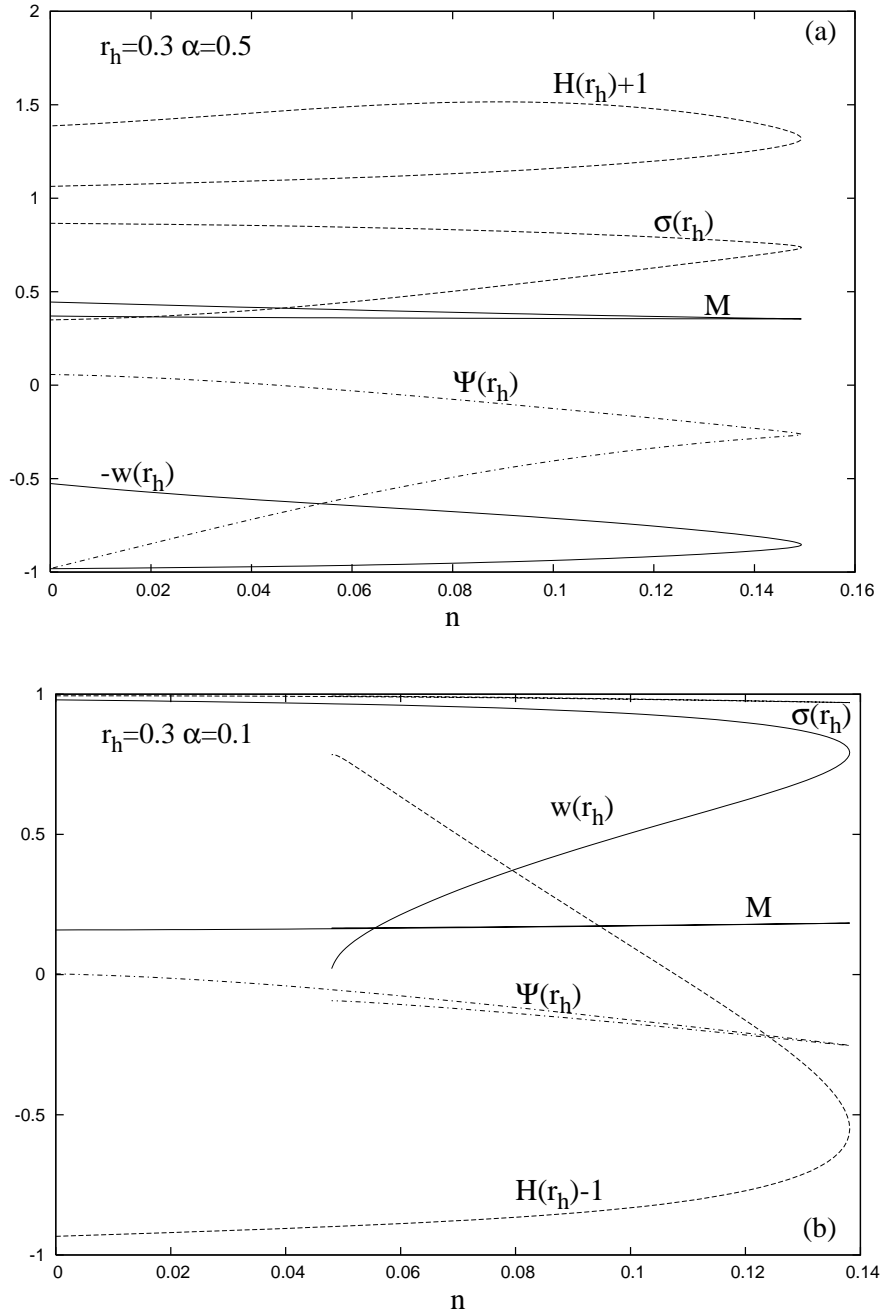 2
(a)
r_h=0.3 α=0.5
H(r_h)+1
1.5
1
σ(r_h)
0.5
M
0
Ψ(r_h)
-w(r_h)
-0.5
-1
0 0.02 0.04 0.06 0.08 0.1 0.12 0.14 0.16
n
1
σ(r_h)
r_h=0.3 α=0.1
w(r_h)
0.5
M
0
Ψ(r_h)
-0.5
H(r_h)-1
(b)
-1
0 0.02 0.04 0.06 0.08 0.1 0.12 0.14
n